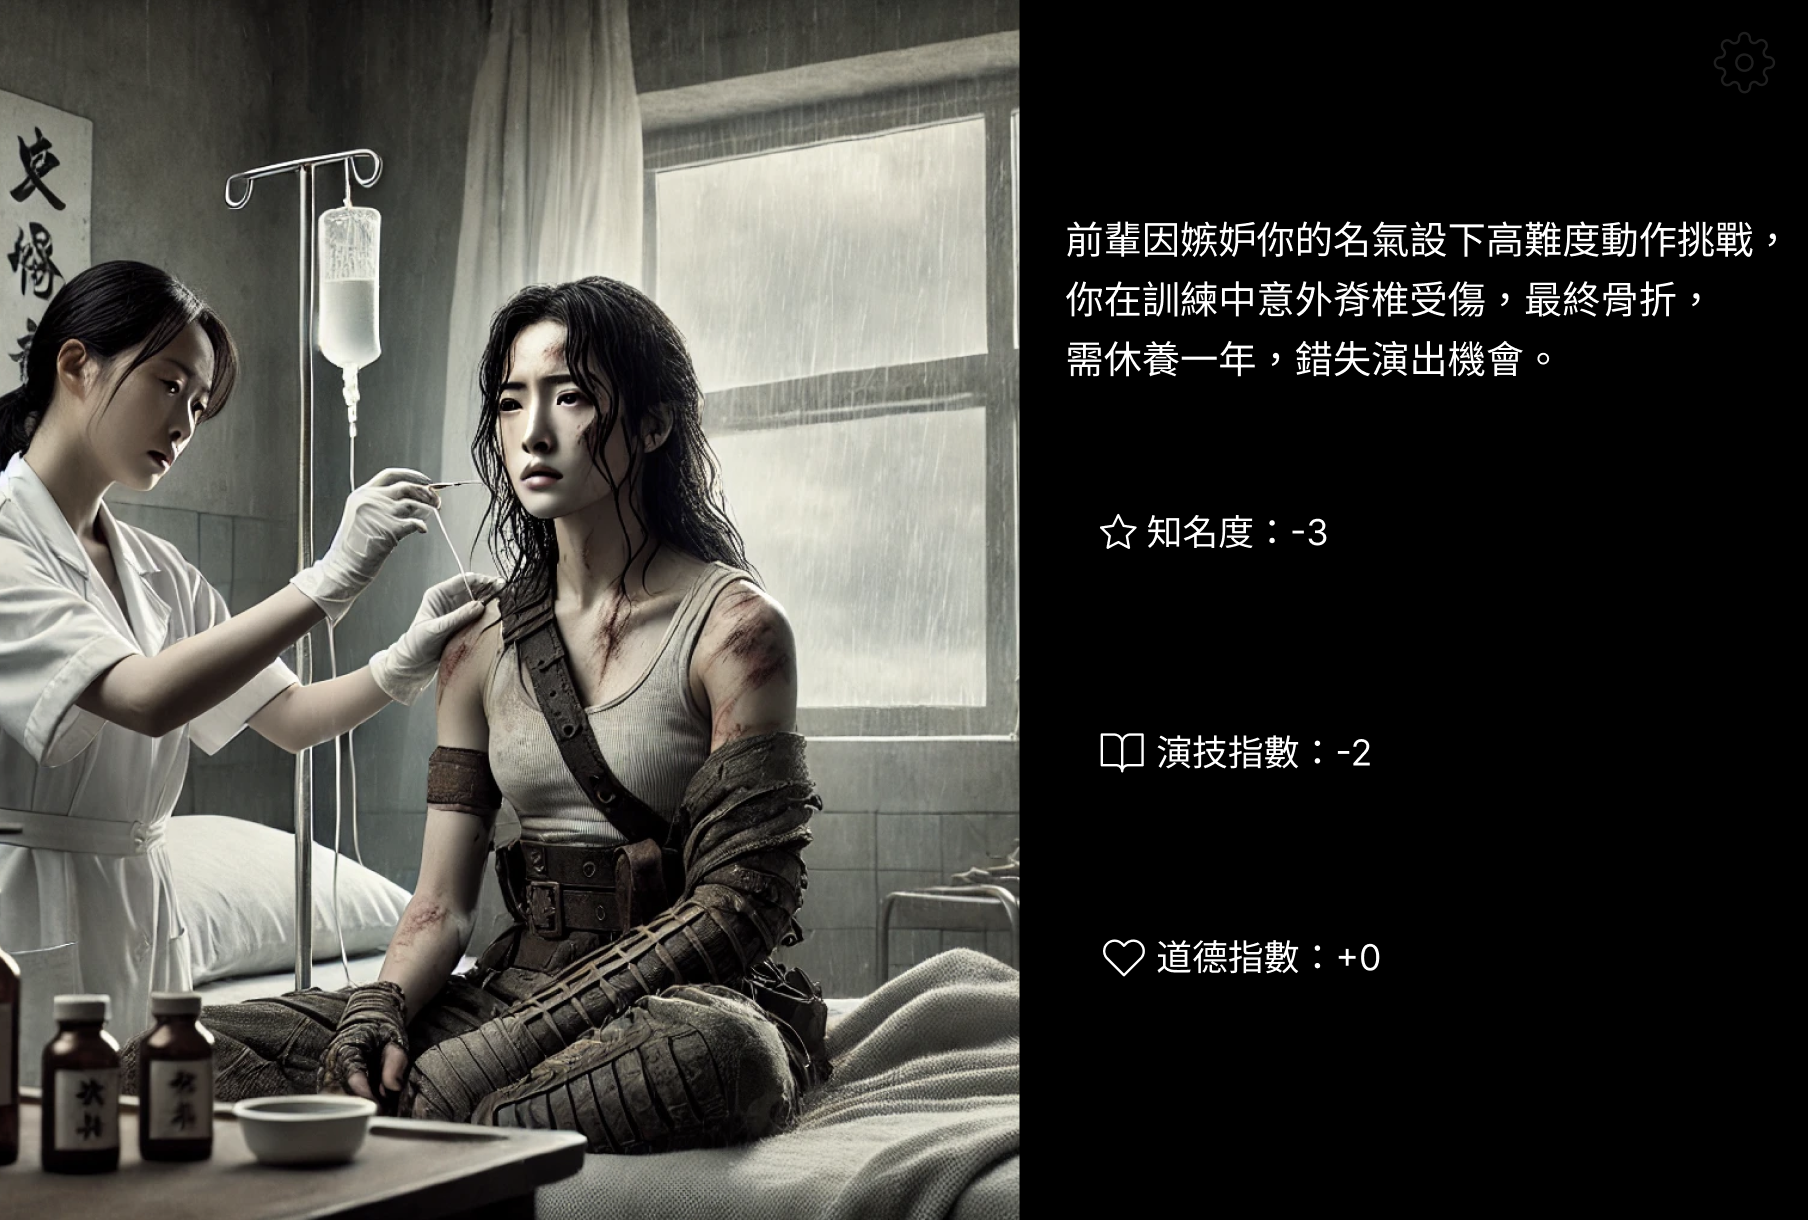 前輩因嫉妒你的名氣設下高難度動作挑戰，
你在訓練中意外脊椎受傷，最終骨折，
需休養一年，錯失演出機會。
知名度：-3
演技指數：-2
道德指數：+0